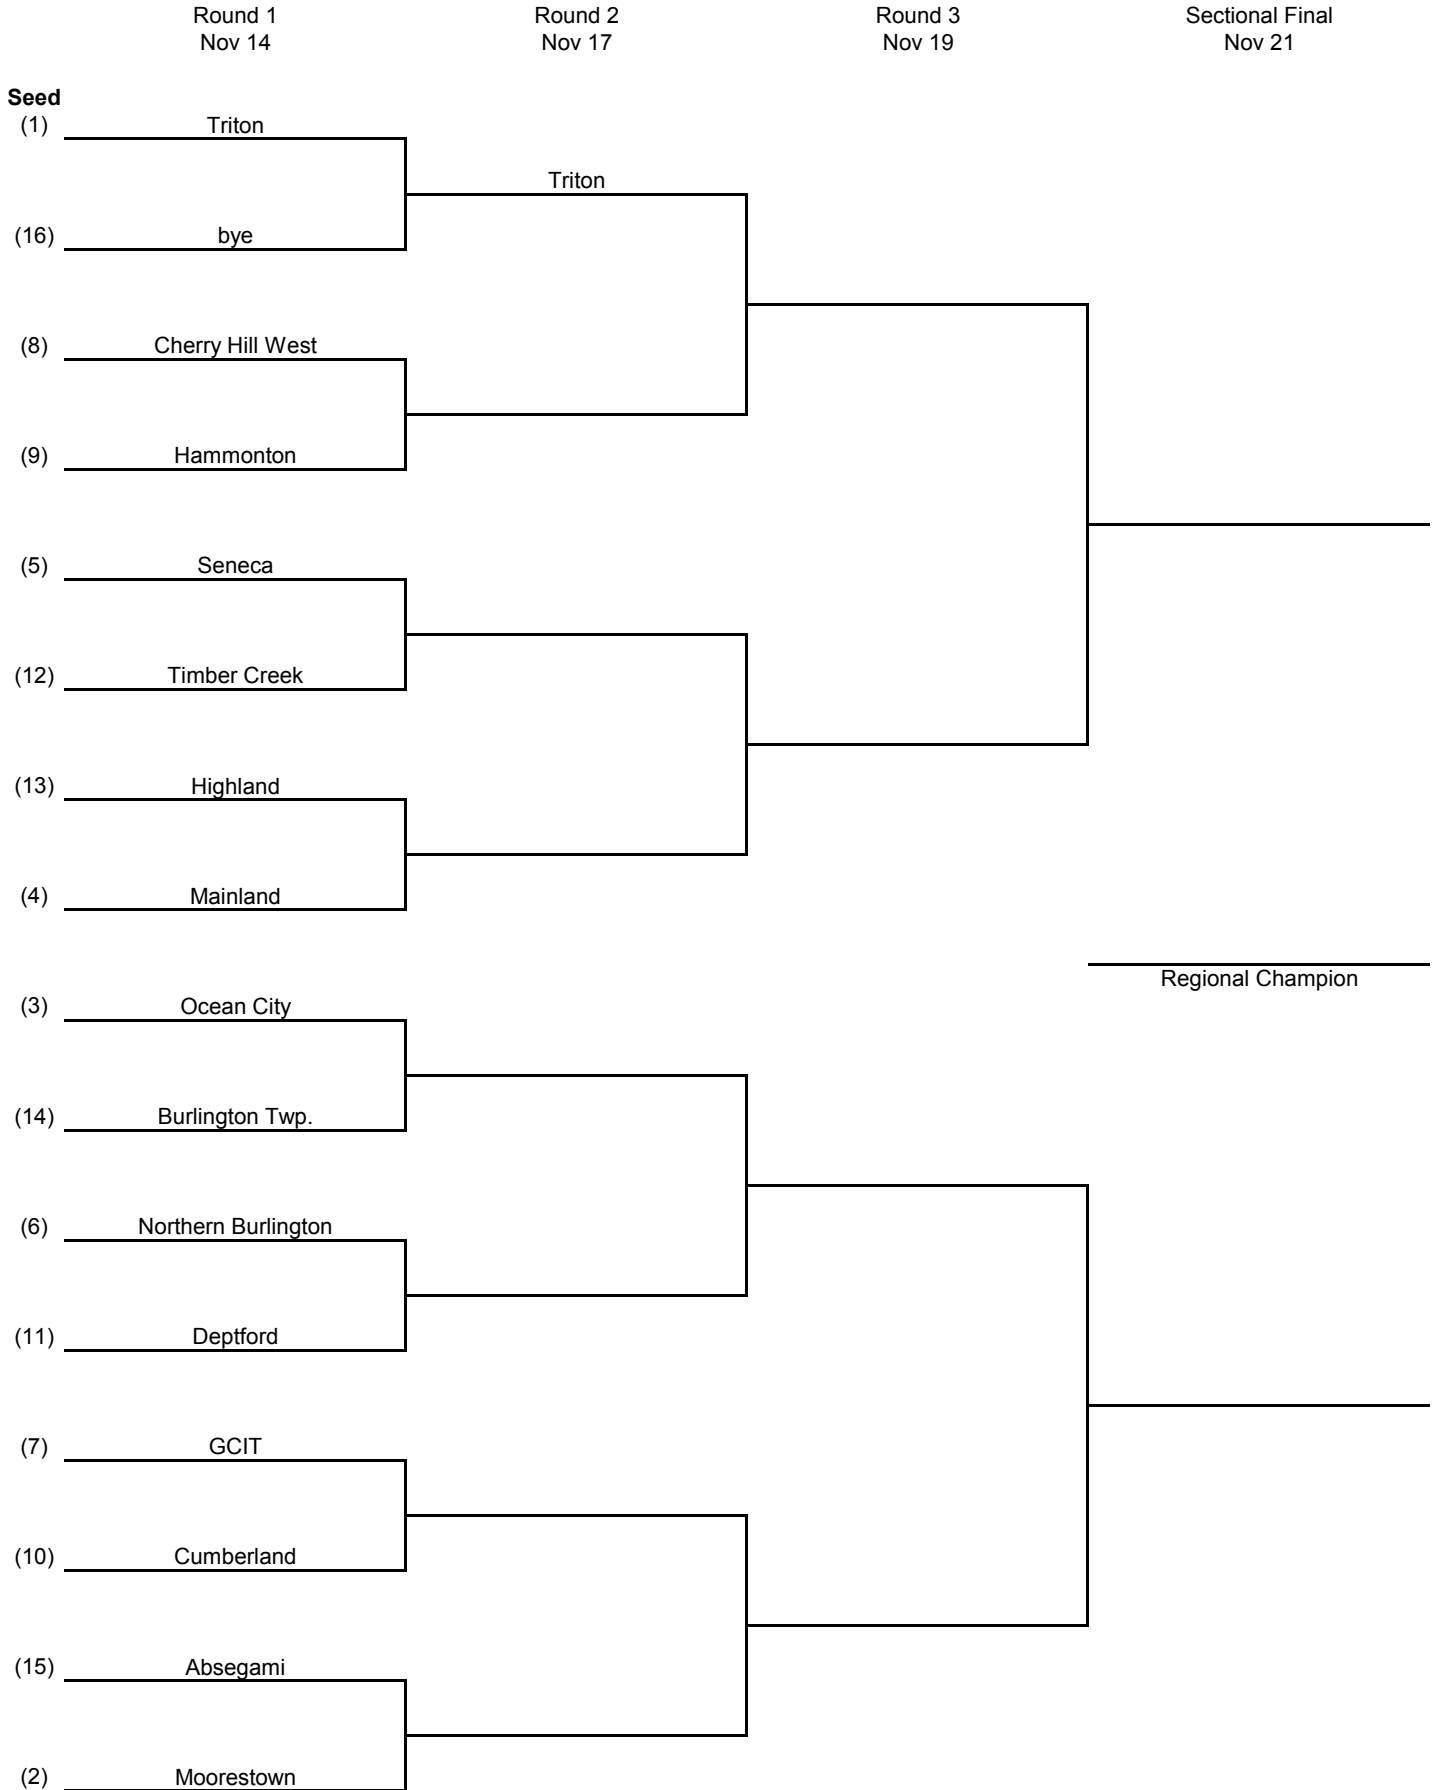 Round 1 Round 2 Round 3 Sectional Final
Nov 14 Nov 17 Nov 19 Nov 21
Seed
(1) Triton
Triton
(16) bye
(8) Cherry Hill West
(9) Hammonton
(5) Seneca
(12) Timber Creek
(13) Highland
(4) Mainland
Regional Champion
(3) Ocean City
(14) Burlington Twp.
(6) Northern Burlington
(11) Deptford
(7) GCIT
(10) Cumberland
(15) Absegami
(2) Moorestown